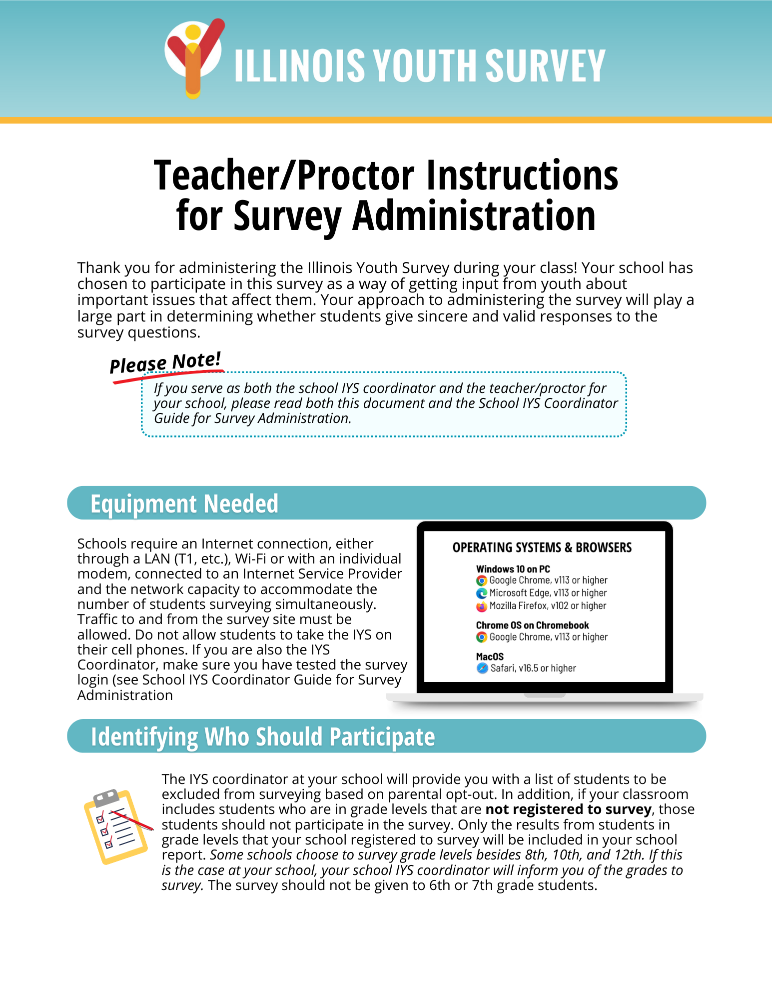 ILLINOIS YOUTH SURVEY
Teacher/Proctor Instructions
for Survey Administration
Thank you for administering the Illinois Youth Survey during your class! Your school has
chosen to participate in this survey as a way of getting input from youth about
important issues that affect them. Your approach to administering the survey will play a
large part in determining whether students give sincere and valid responses to the
survey questions.
Please Note!
If you serve as both the school IYS coordinator and the teacher/proctor for
your school, please read both this document and the School IYS Coordinator
Guide for Survey Administration.
Equipment Needed
Schools require an Internet connection, either
through a LAN (T1, etc.), Wi-Fi or with an individual
modem, connected to an Internet Service Provider
and the network capacity to accommodate the
number of students surveying simultaneously.
Traffic to and from the survey site must be
allowed. Do not allow students to take the IYS on
their cell phones. If you are also the IYS
Coordinator, make sure you have tested the survey
login (see School IYS Coordinator Guide for Survey
Administration
OPERATING SYSTEMS & BROWSERS
Windows 10 on PC
Google Chrome, v113 or higher
Microsoft Edge, v113 or higher
Mozilla Firefox, v102 or higher
Chrome OS on Chromebook
Google Chrome, v113 or higher
MacOS
Safari, v16.5 or higher
Identifying Who Should Participate
The IYS coordinator at your school will provide you with a list of students to be
excluded from surveying based on parental opt-out. In addition, if your classroom
includes students who are in grade levels that are not registered to survey, those
students should not participate in the survey. Only the results from students in
grade levels that your school registered to survey will be included in your school
report. Some schools choose to survey grade levels besides 8th, 10th, and 12th. If this
is the case at your school, your school IYS coordinator will inform you of the grades to
survey. The survey should not be given to 6th or 7th grade students.